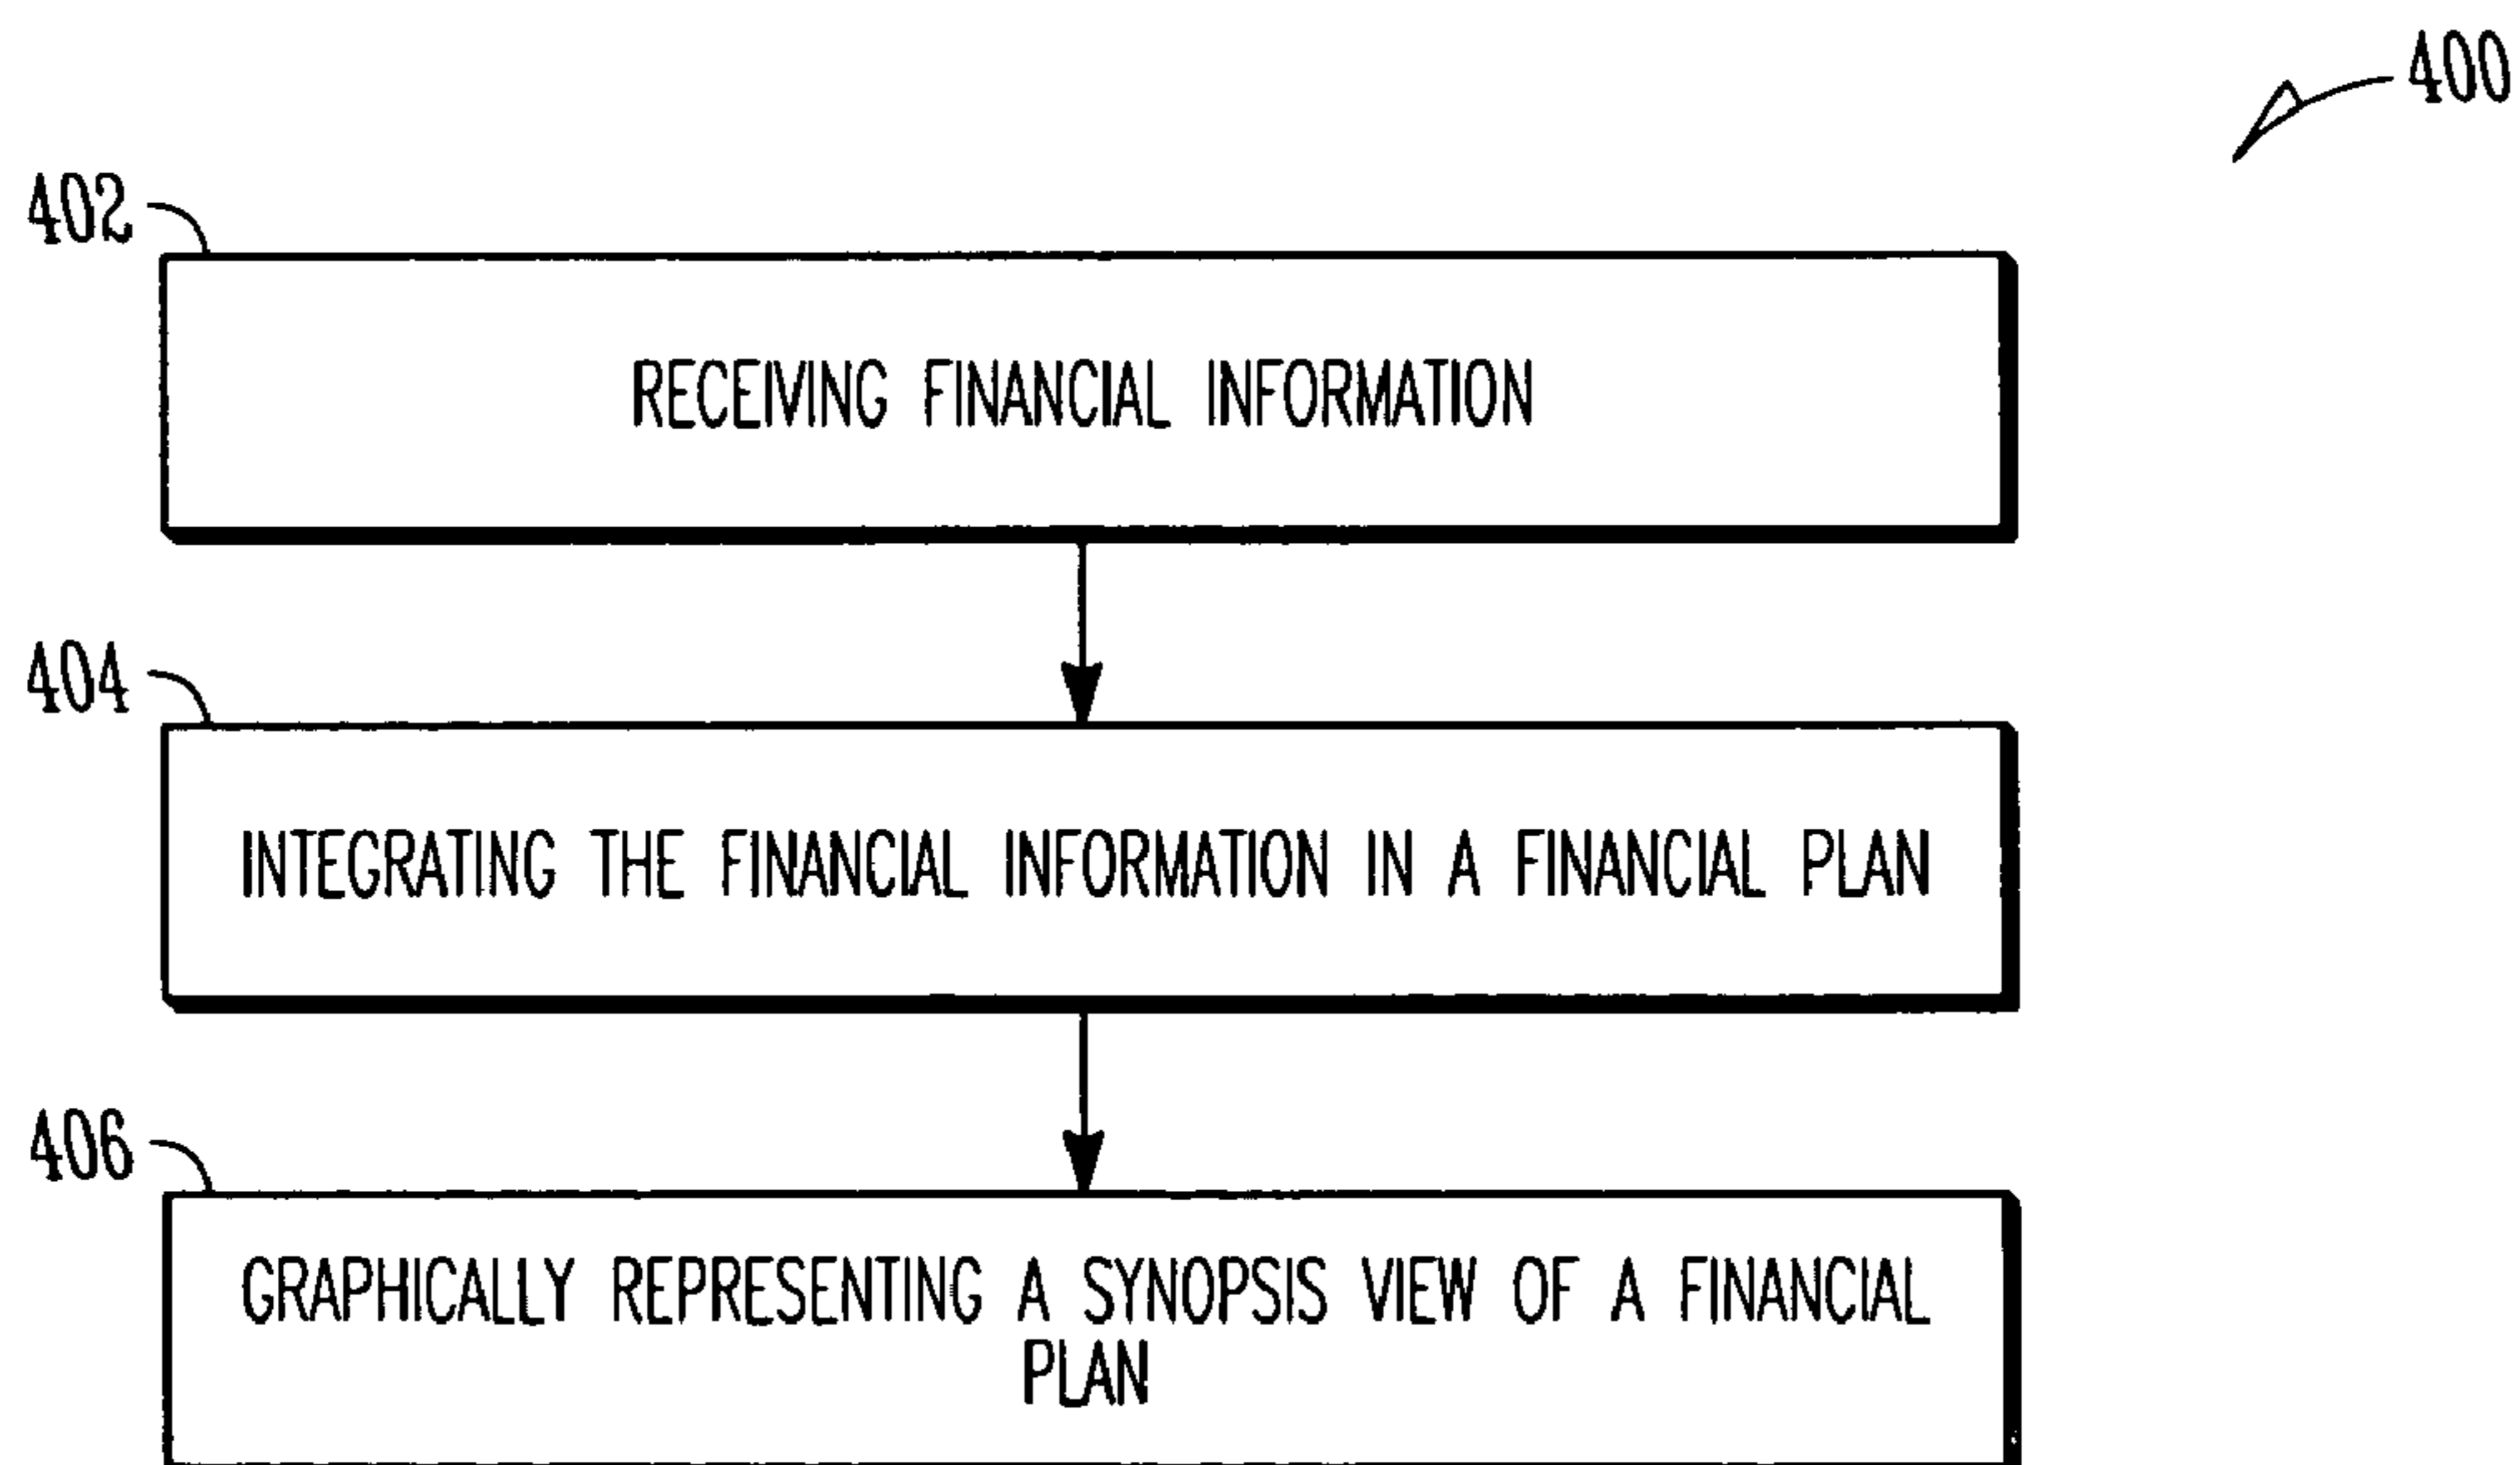 400
402
RECEIVING FINANCIAL INFORMATION
404
INTEGRATING THE FINANCIAL INFORMATION IN A FINANCIAL PLAN
406
GRAPHICALLY REPRESENTING A SYNOPSIS VIEW OF A FINANCIAL
PLAN